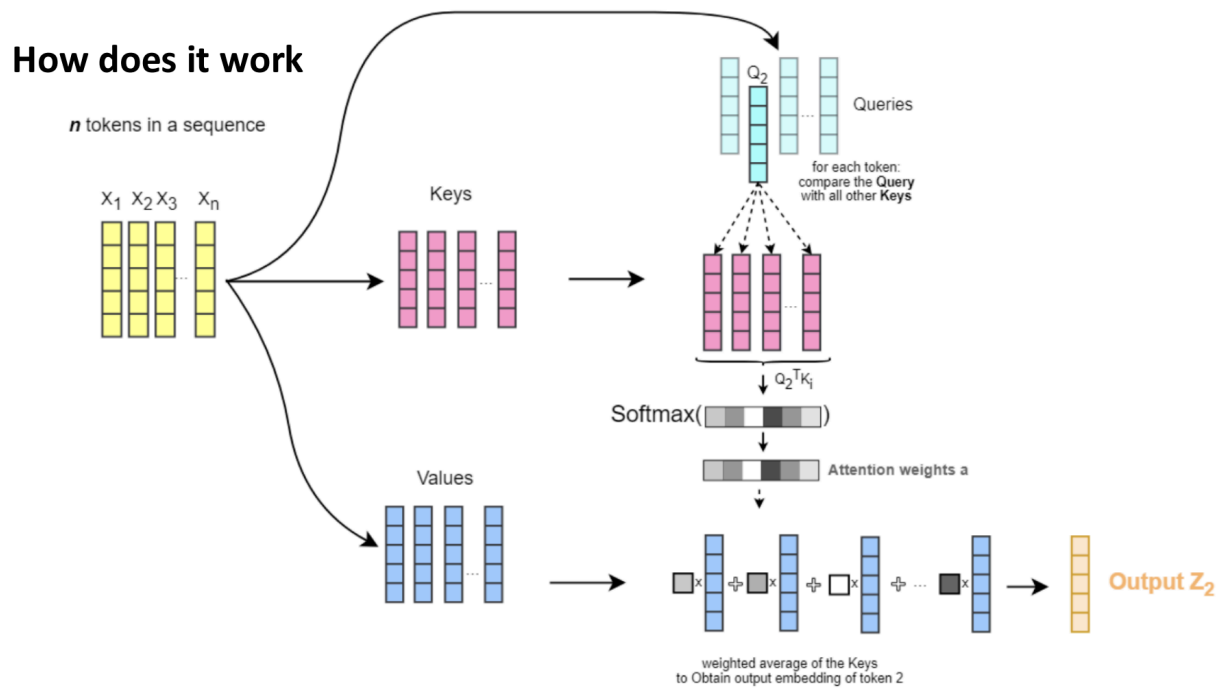 How does it work
n tokens in a sequence
X1 X2 X3 Xn
...
Keys
...
Values
...
Q2
...
Queries
for each token:
compare the Query
with all other Keys
...
Q2ᵀKi
Softmax( )
Attention weights a
x + x + x + ... x
Output Z2
weighted average of the Keys
to Obtain output embedding of token 2